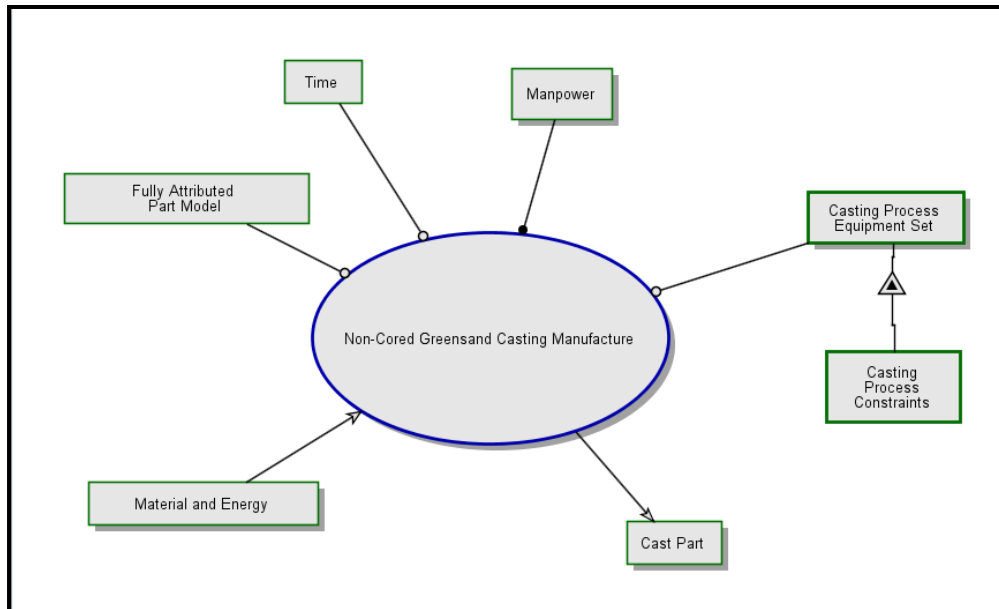 Time
Manpower
Fully Attributed
Part Model
Casting Process
Equipment Set
Non-Cored Greensand Casting Manufacture
Casting
Process
Constraints
Material and Energy
Cast Part